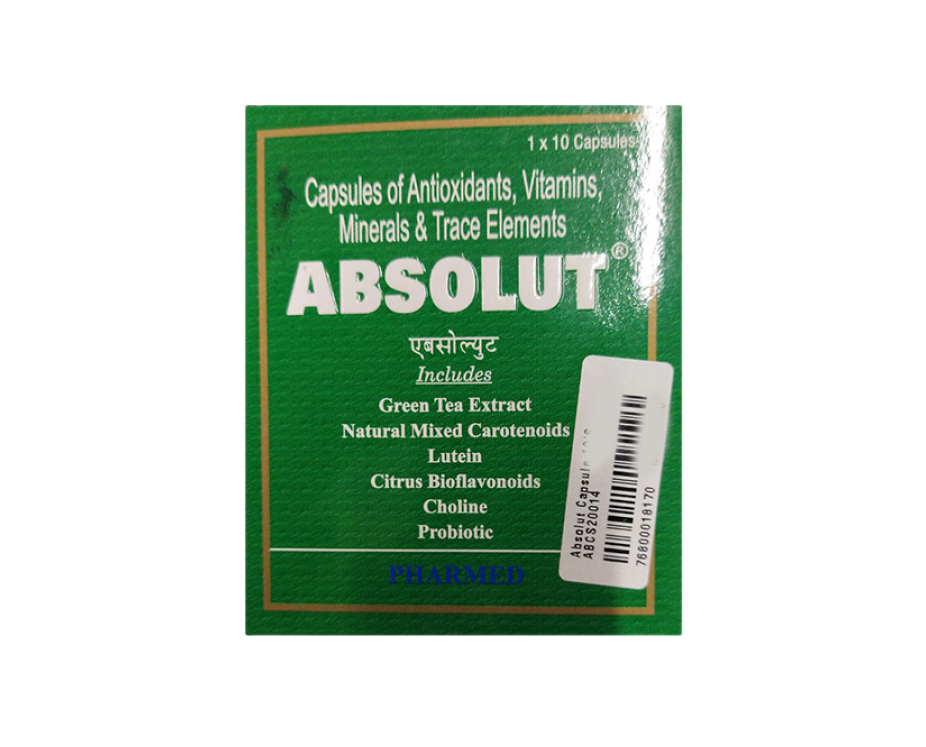 1 x 10 Capsules
Capsules of Antioxidants, Vitamins,
Minerals & Trace Elements
ABSOLUT®
एबसोल्युट
Includes
Green Tea Extract
Natural Mixed Carotenoids
Lutein
Citrus Bioflavonoids
Choline
Probiotic
PHARMED
Absolut Capsule
ABCS20014
76800018170